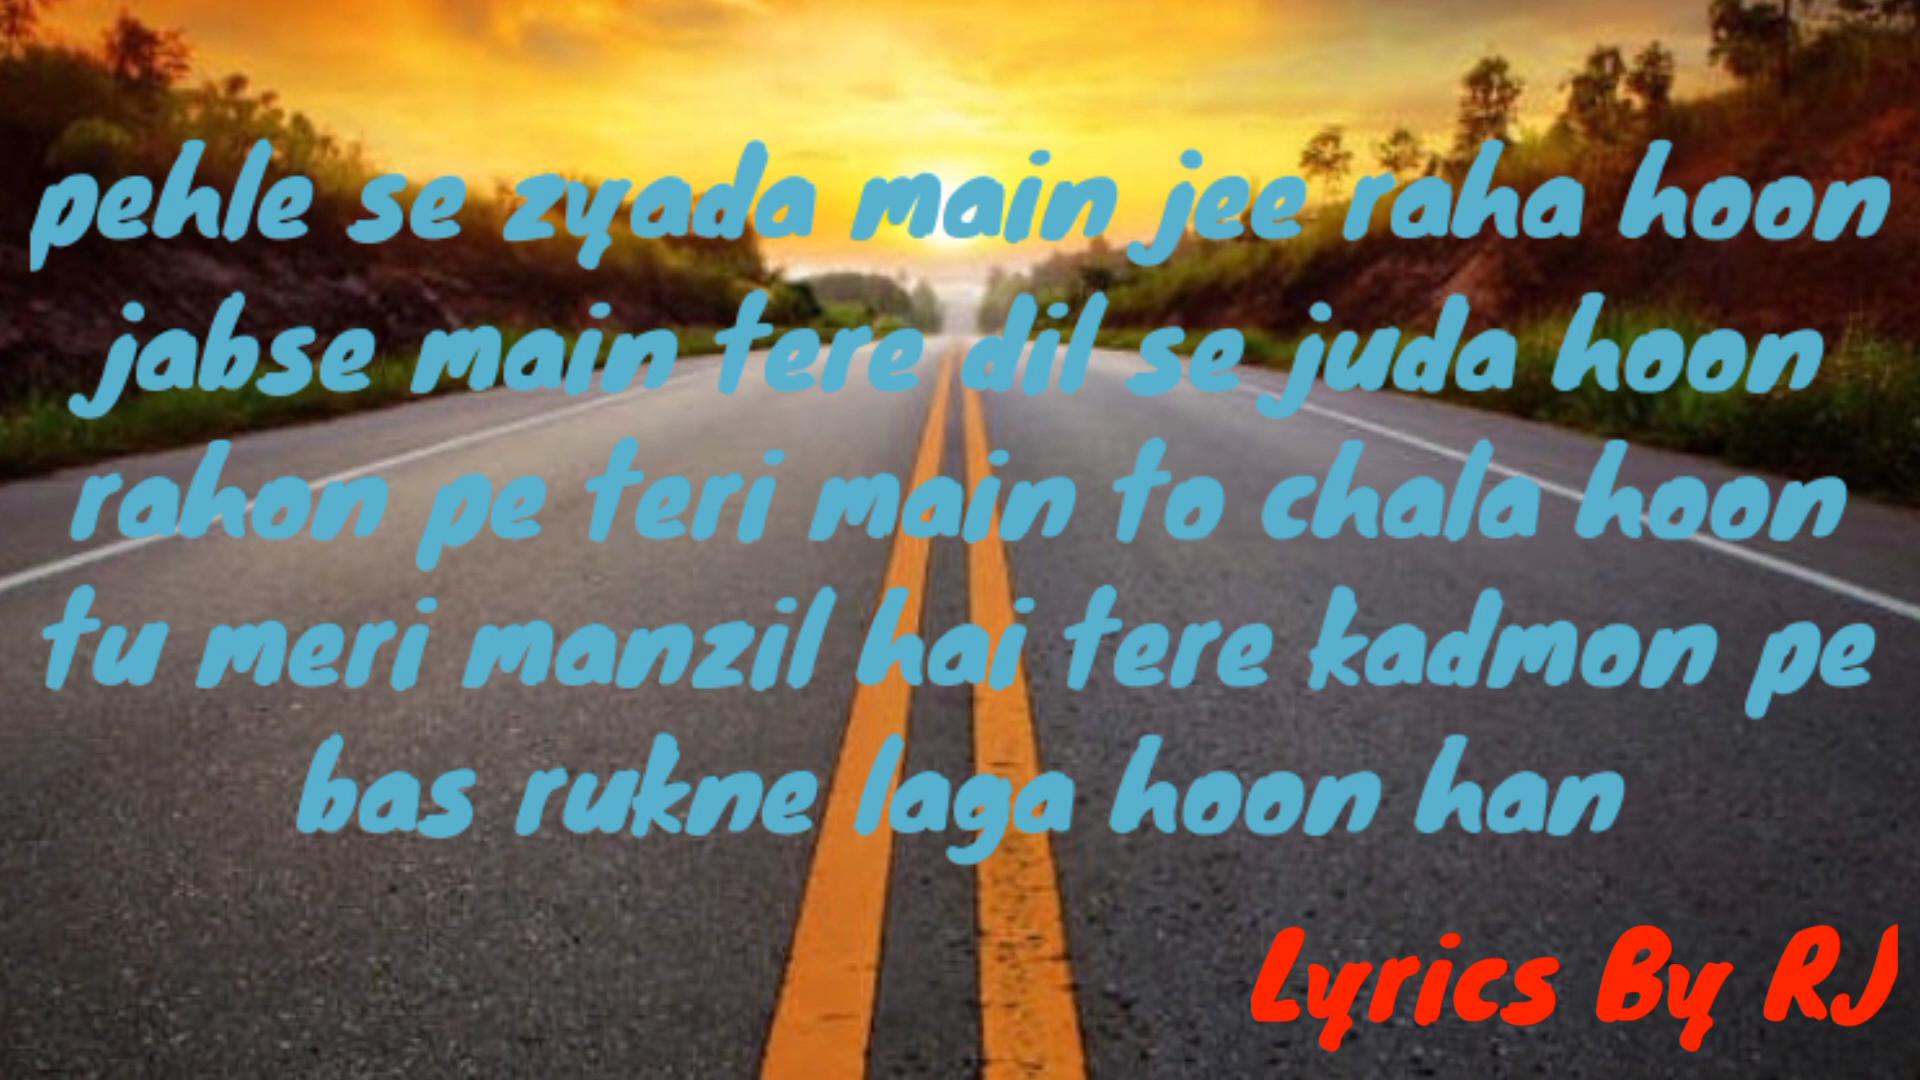 pehle se zyada main jee raha hoon
jabse main tere dil se juda hoon
rahon pe teri main to chala hoon
tu meri manzil hai tere kadmon pe
bas rukne laga hoon han
Lyrics By RJ